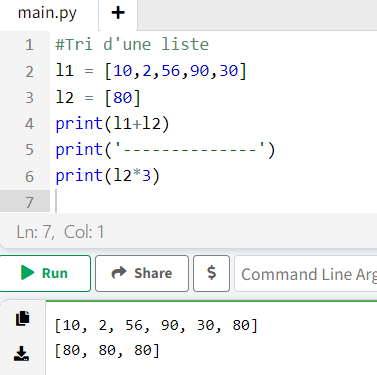 main.py +
1 #Tri d'une liste
2 l1 = [10,2,56,90,30]
3 l2 = [80]
4 print(l1+l2)
5 print('--------------')
6 print(l2*3)
7
Ln: 7, Col: 1
Run Share $ Command Line Arg
[10, 2, 56, 90, 30, 80]
[80, 80, 80]